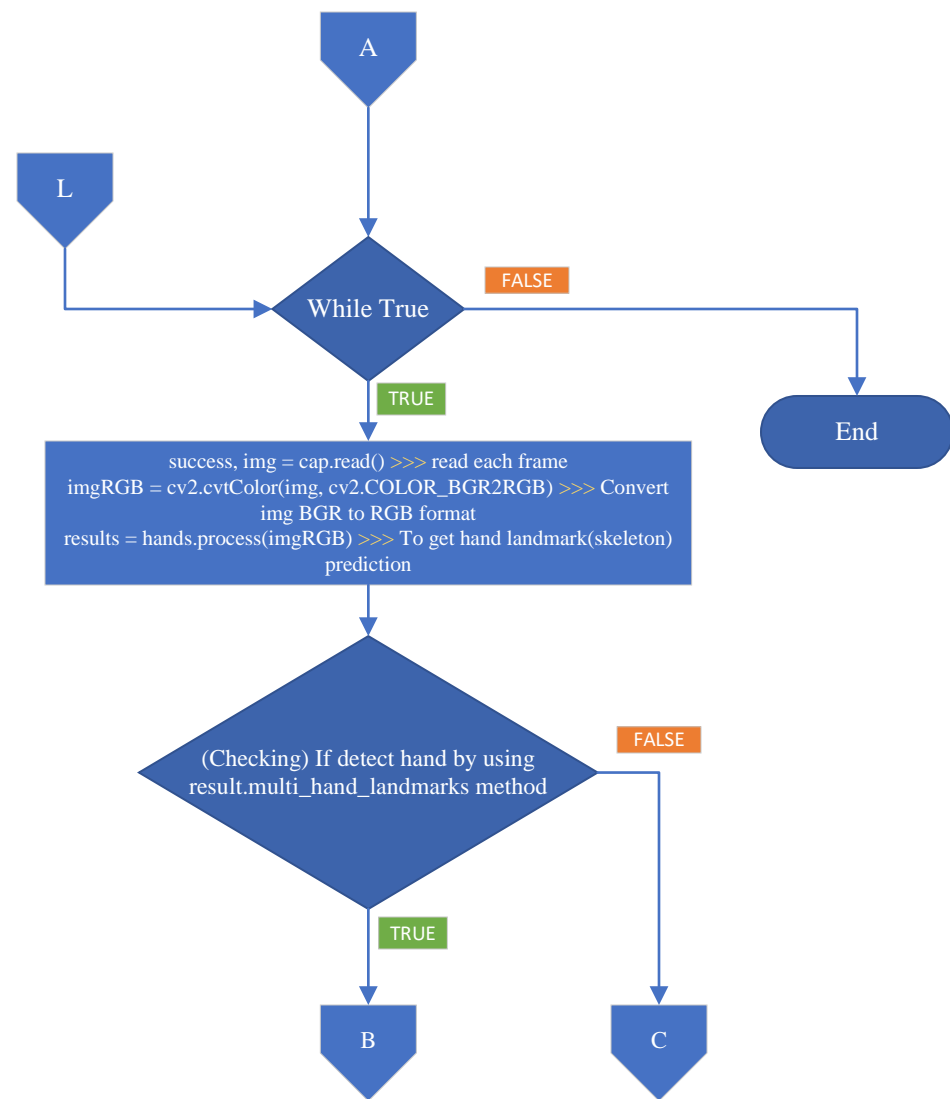 A
L
While True
FALSE
TRUE
End
success, img = cap.read() >>> read each frame
imgRGB = cv2.cvtColor(img, cv2.COLOR_BGR2RGB) >>> Convert
img BGR to RGB format
results = hands.process(imgRGB) >>> To get hand landmark(skeleton)
prediction
FALSE
(Checking) If detect hand by using
result.multi_hand_landmarks method
TRUE
B
C